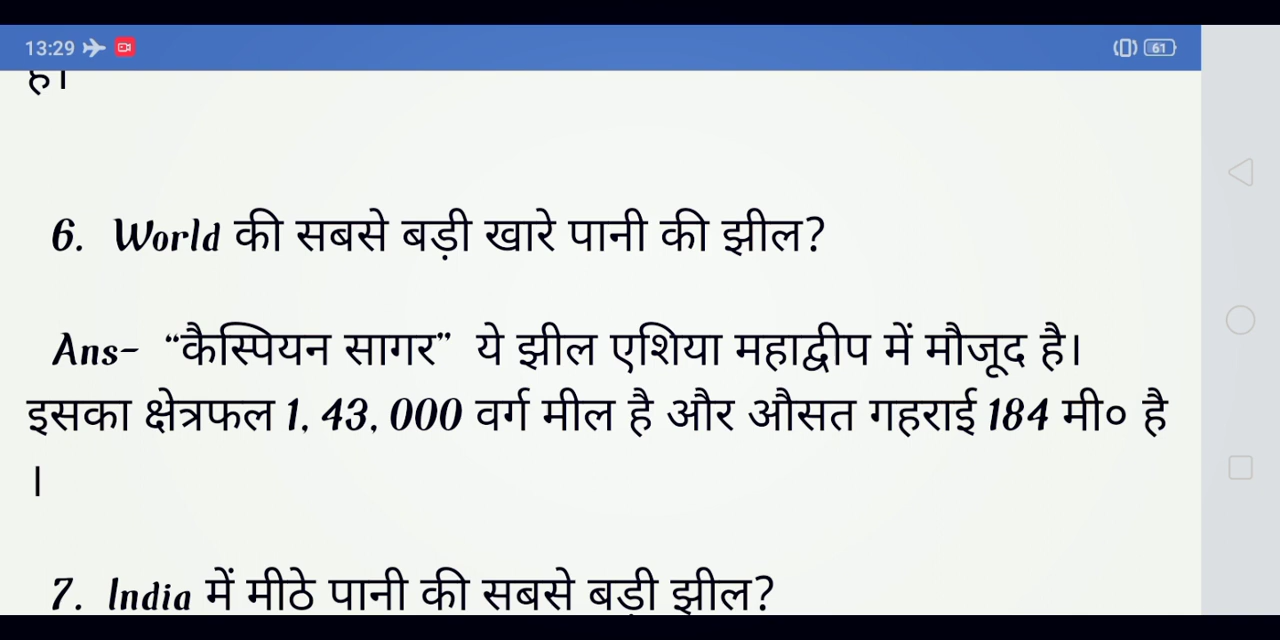 13:29
61
है।
6. World की सबसे बड़ी खारे पानी की झील?
Ans- “कैस्पियन सागर” ये झील एशिया महाद्वीप में मौजूद है।
इसका क्षेत्रफल 1, 43, 000 वर्ग मील है और औसत गहराई 184 मी० है
।
7. India में मीठे पानी की सबसे बड़ी झील?